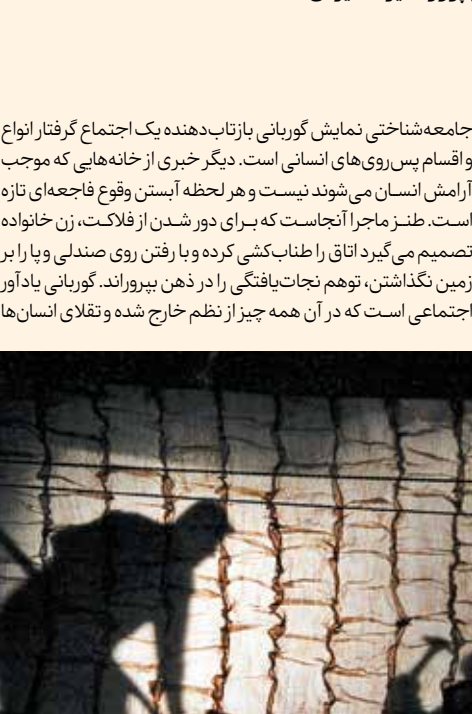 جامعه‌شناختی نمایش گوربانی بازتاب‌دهنده یک اجتماع گرفتار انواع
و اقسام پس‌روی‌های انسانی است. دیگر خبری از خانه‌هایی که موجب
آرامش انسان می‌شوند نیست و هر لحظه آبستن وقوع فاجعه‌ای تازه
است. طنز ماجرا آنجاست که برای دور شدن از فلاکت، زن خانواده
تصمیم می‌گیرد اتاق را طناب‌کشی کرده و با رفتن روی صندلی و پا را بر
زمین نگذاشتن، توهم نجات‌یافتگی را در ذهن بپروراند. گوربانی یادآور
اجتماعی است که در آن همه چیز از نظم خارج شده و تقلای انسان‌ها